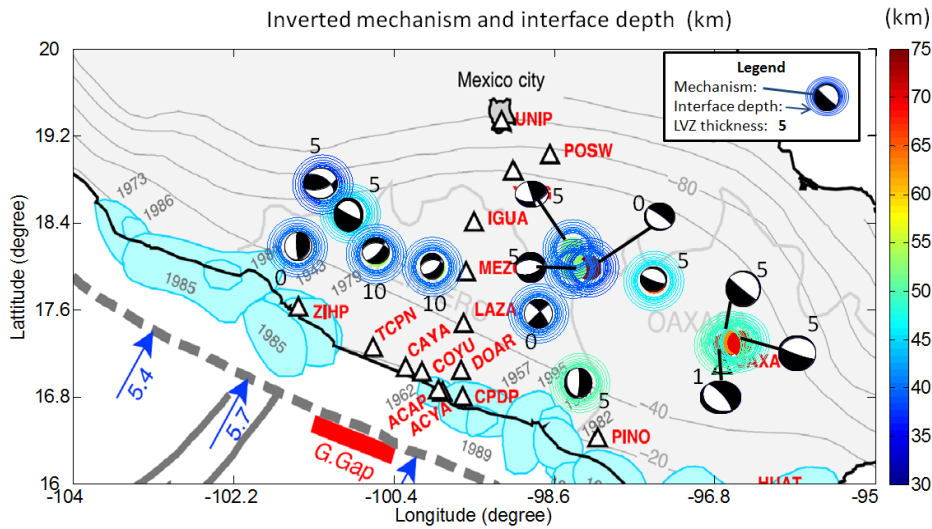 Inverted mechanism and interface depth (km)
(km)
Legend
Mechanism:
Interface depth:
LVZ thickness: 5
Mexico city
UNIP
POSW
IGUA
MEZ
LAZA
ZIHP
TCPN
CAYA
COYU
DOAR
ACAP
ACYA
CPDP
PINO
AXA
HUAT
OAXA
G.Gap
5.4
5.7
1973
1986
1985
1943
1979
1985
1962
1957
1995
1982
1989
-80
-40
-20
5
5
0
10
10
5
5
0
0
5
5
5
5
1
20
19.2
18.4
17.6
16.8
16
-104
-102.2
-100.4
-98.6
-96.8
-95
Lattitude (degree)
Longitude (degree)
75
70
65
60
55
50
45
40
35
30